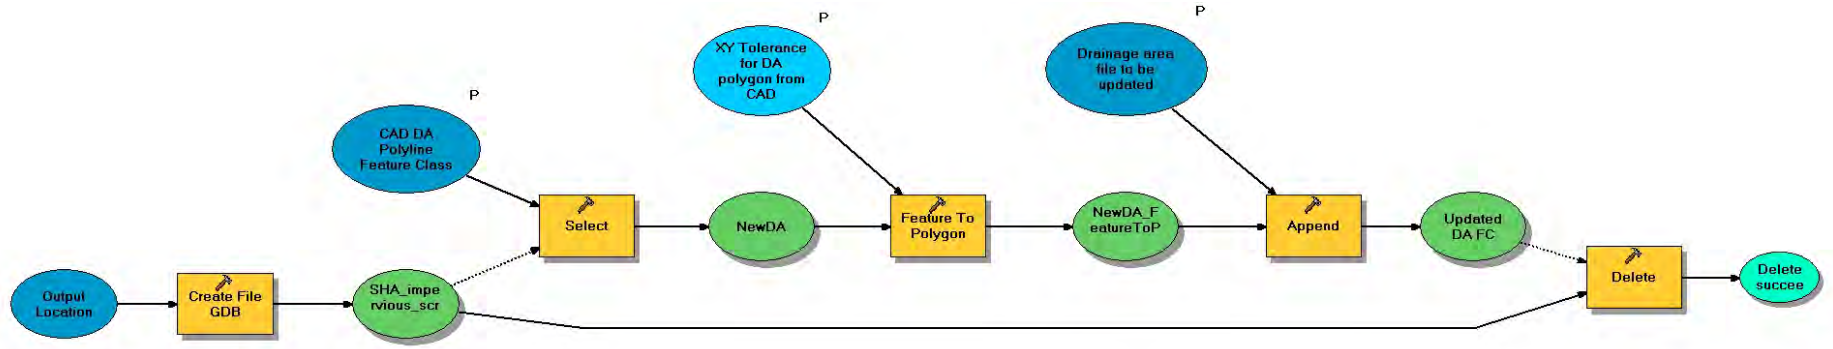 P
P
XY Tolerance
for DA
polygon from
CAD
Drainage area
file to be
updated
P
CAD DA
Polyline
Feature Class
Select
NewDA
Feature To
Polygon
NewDA_F
eatureToP
Append
Updated
DA FC
Output
Location
Create File
GDB
SHA_impe
rvious_scr
Delete
Delete
succee